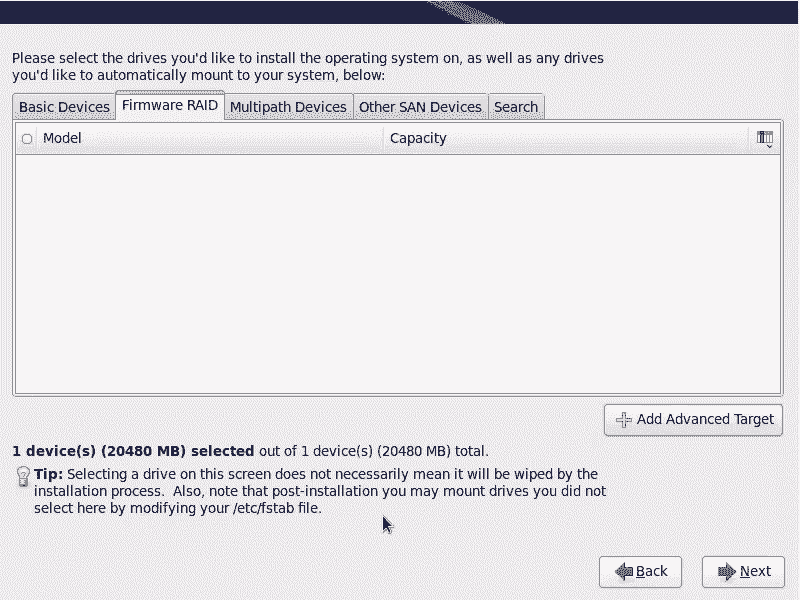 Please select the drives you'd like to install the operating system on, as well as any drives
you'd like to automatically mount to your system, below:
Basic Devices Firmware RAID Multipath Devices Other SAN Devices Search
Model Capacity
Add Advanced Target
1 device(s) (20480 MB) selected out of 1 device(s) (20480 MB) total.
Tip: Selecting a drive on this screen does not necessarily mean it will be wiped by the
installation process.  Also, note that post-installation you may mount drives you did not
select here by modifying your /etc/fstab file.
Back Next